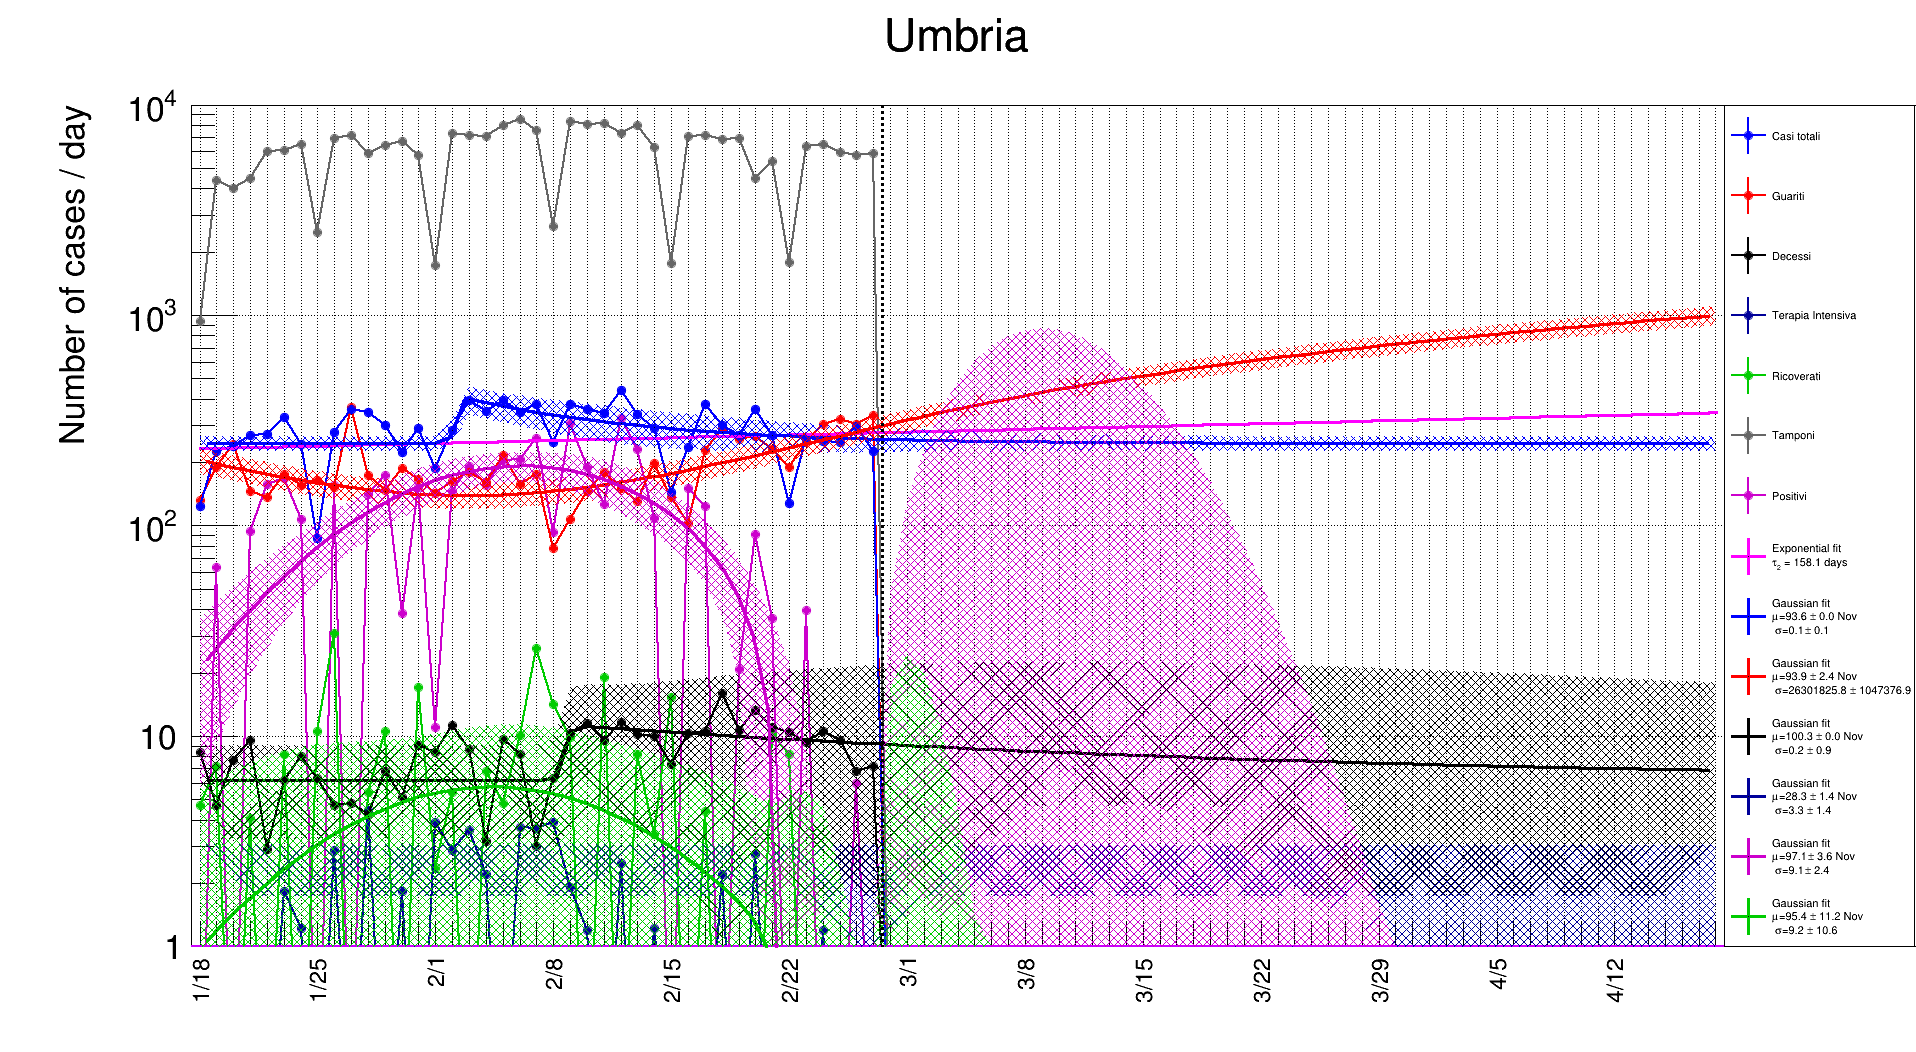 Umbria
Number of cases / day
10⁴
10³
10²
10
1
1/18
1/25
2/1
2/8
2/15
2/22
3/1
3/8
3/15
3/22
3/29
4/5
4/12
Casi totali
Guariti
Decessi
Terapia Intensiva
Ricoverati
Tamponi
Positivi
Exponential fit
τ₂ = 158.1 days
Gaussian fit
μ=93.6 ± 0.0 Nov
σ=0.1 ± 0.1
Gaussian fit
μ=93.9 ± 2.4 Nov
σ=26301825.8 ± 1047376.9
Gaussian fit
μ=100.3 ± 0.0 Nov
σ=0.2 ± 0.9
Gaussian fit
μ=28.3 ± 1.4 Nov
σ=3.3 ± 1.4
Gaussian fit
μ=97.1 ± 3.6 Nov
σ=9.1 ± 2.4
Gaussian fit
μ=95.4 ± 11.2 Nov
σ=9.2 ± 10.6